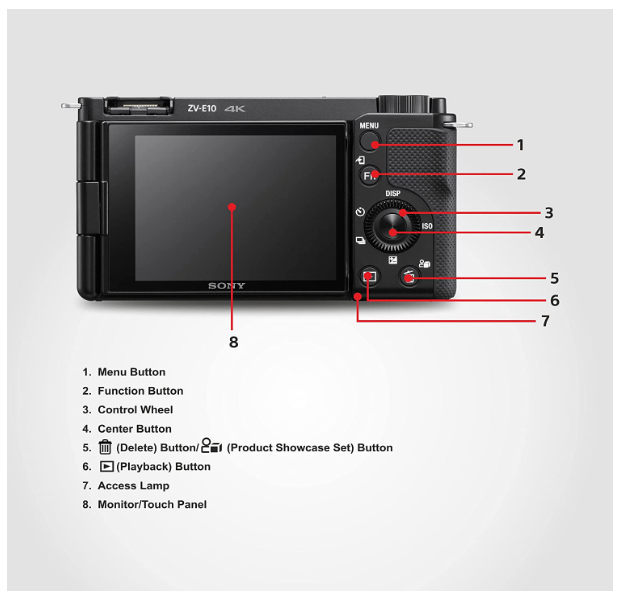 ZV-E10 4K
MENU
1
Fn
2
DISP
3
ISO
4
5
6
SONY
7
8
1. Menu Button
2. Function Button
3. Control Wheel
4. Center Button
5. (Delete) Button/ (Product Showcase Set) Button
6. (Playback) Button
7. Access Lamp
8. Monitor/Touch Panel